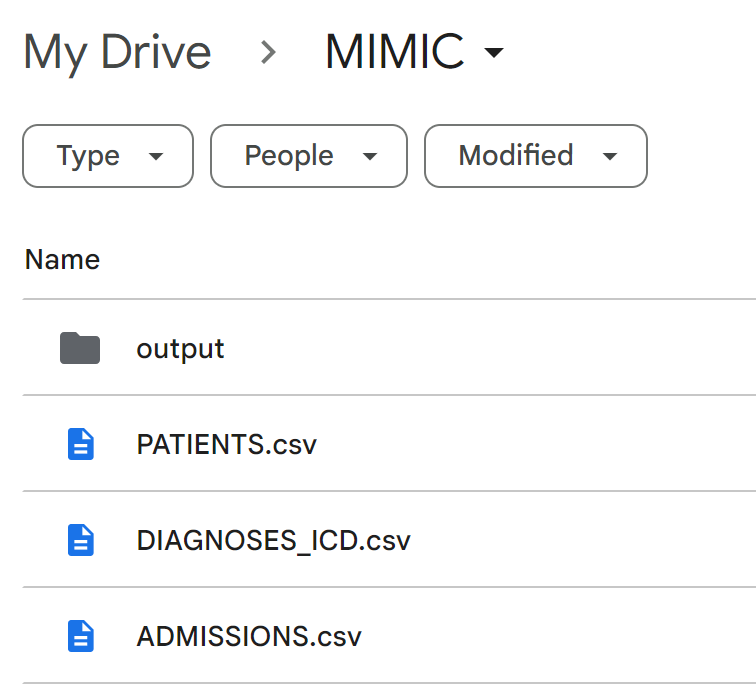 My Drive > MIMIC
Type People Modified
Name
output
PATIENTS.csv
DIAGNOSES_ICD.csv
ADMISSIONS.csv